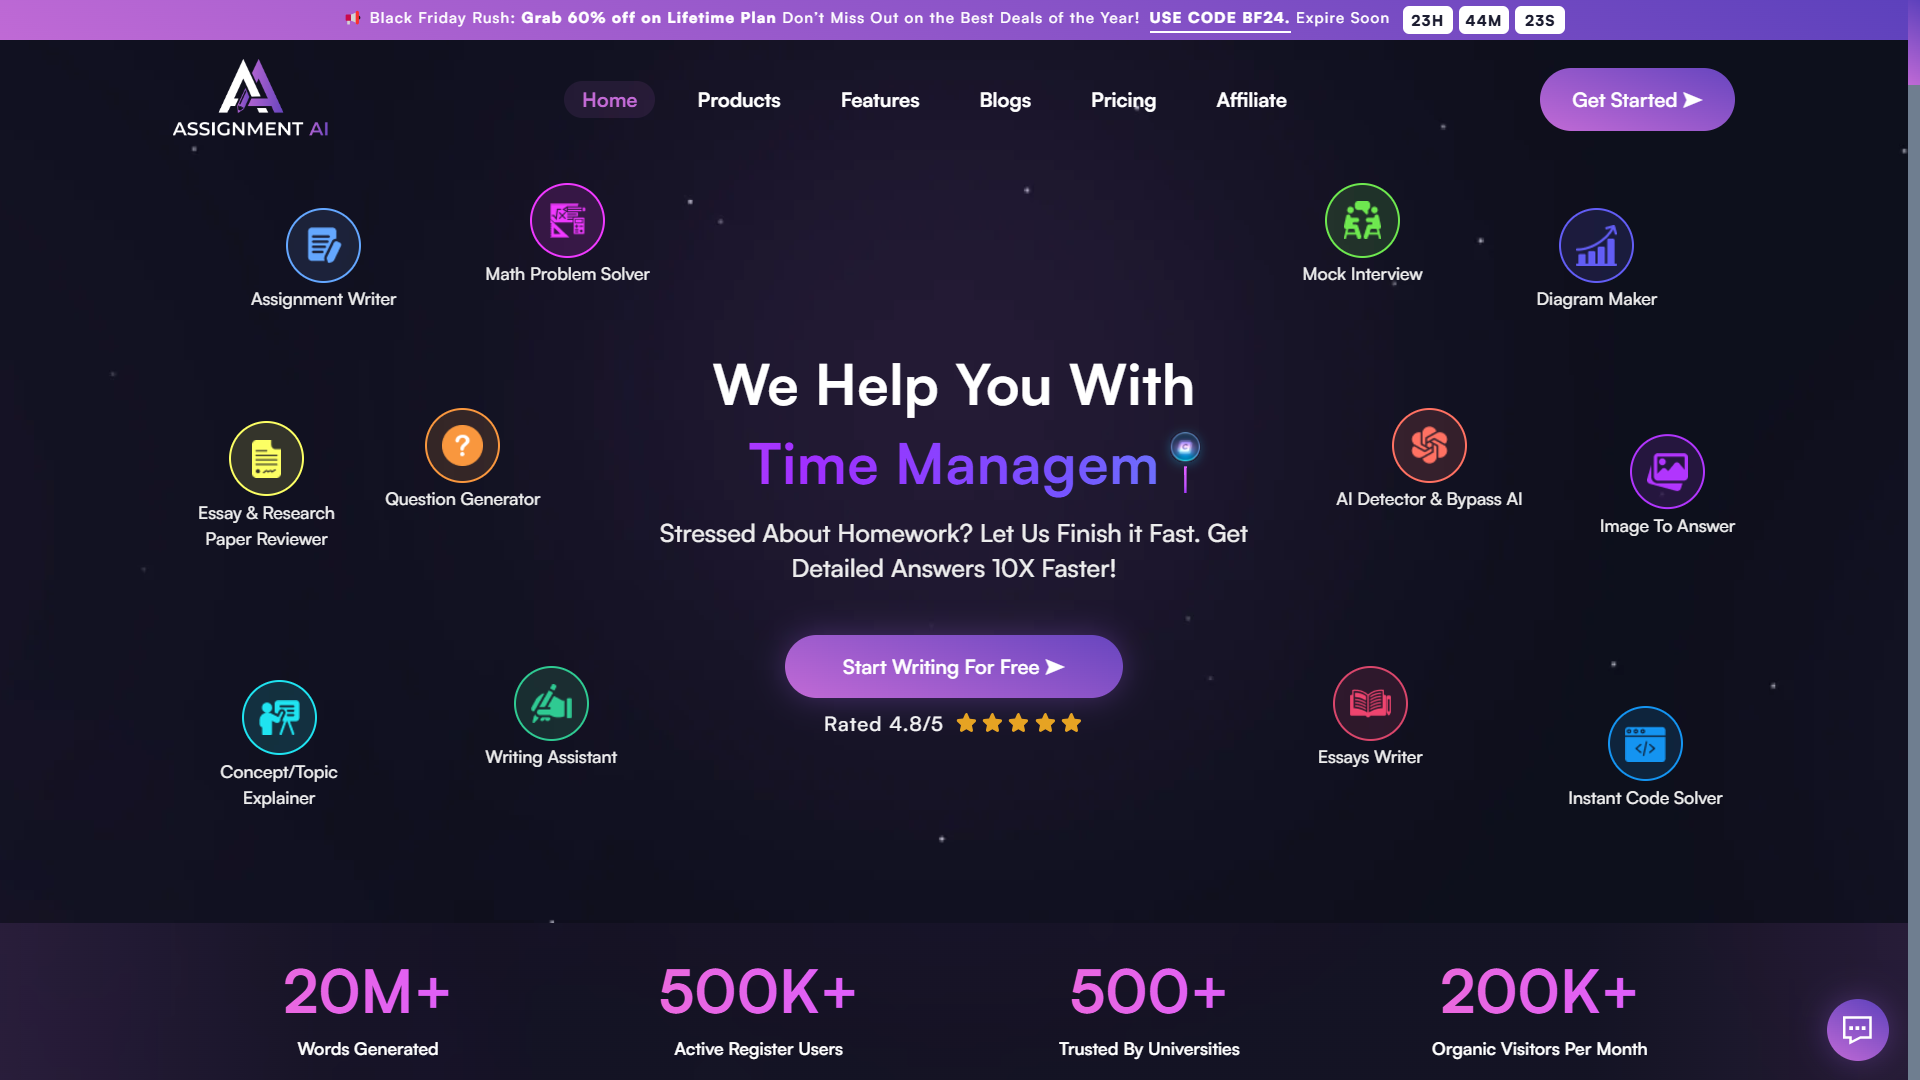 Black Friday Rush: Grab 60% off on Lifetime Plan Don't Miss Out on the Best Deals of the Year! USE CODE BF24. Expire Soon 23H 44M 23S
ASSIGNMENT AI
Home Products Features Blogs Pricing Affiliate
Get Started
Assignment Writer
Math Problem Solver
Mock Interview
Diagram Maker
We Help You With
Time Managem
Stressed About Homework? Let Us Finish it Fast. Get
Detailed Answers 10X Faster!
Essay & Research
Paper Reviewer
?
Question Generator
AI Detector & Bypass AI
Image To Answer
Start Writing For Free
Rated 4.8/5
Concept/Topic
Explainer
Writing Assistant
Essays Writer
</>
Instant Code Solver
20M+
Words Generated
500K+
Active Register Users
500+
Trusted By Universities
200K+
Organic Visitors Per Month